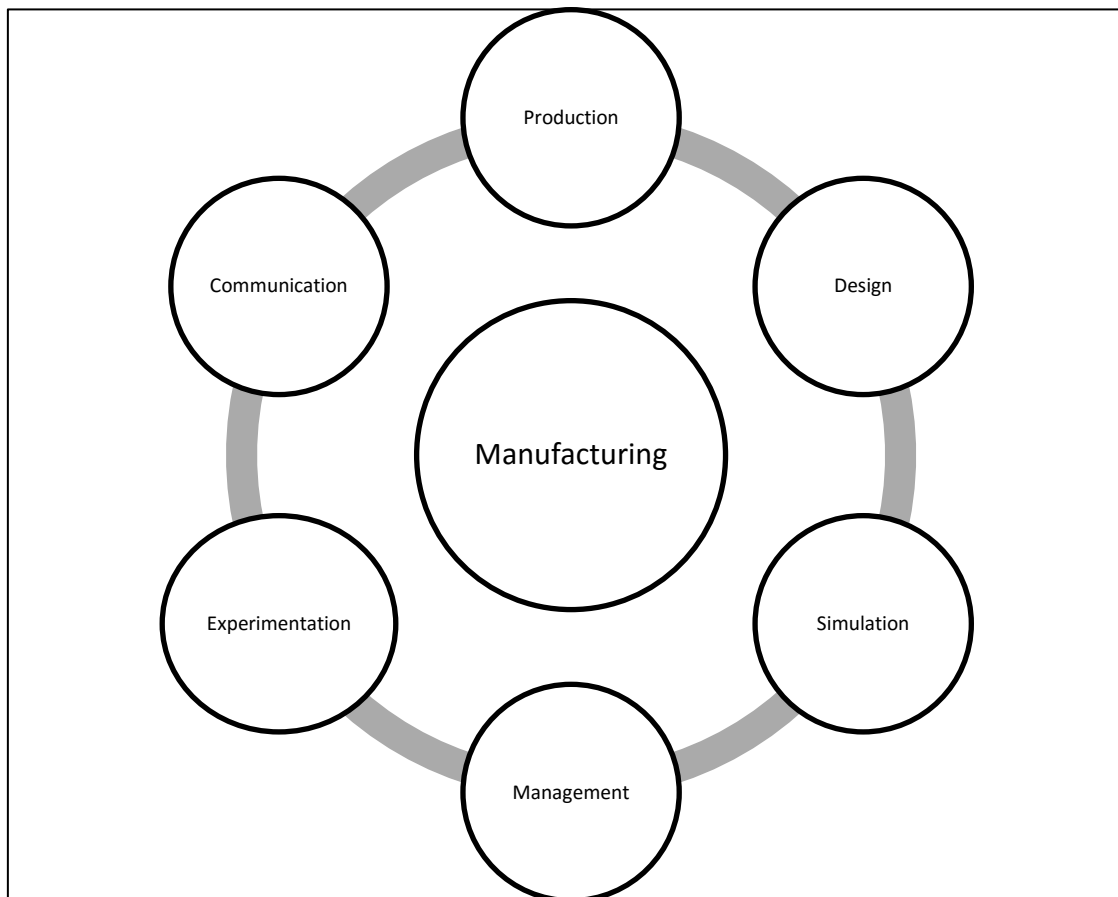 Production
Communication
Design
Manufacturing
Experimentation
Simulation
Management